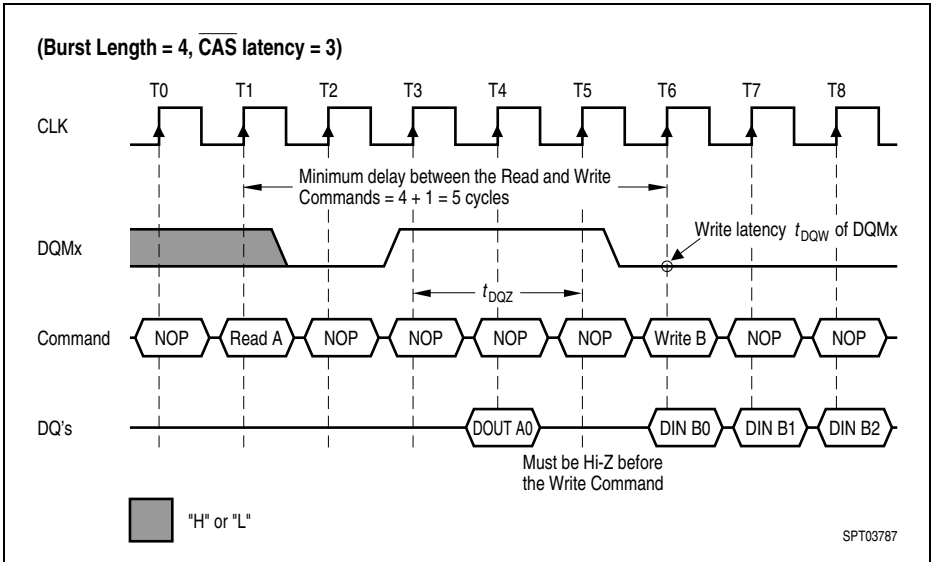 (Burst Length = 4, CAS latency = 3)
T0 T1 T2 T3 T4 T5 T6 T7 T8
CLK
Minimum delay between the Read and Write
Commands = 4 + 1 = 5 cycles
Write latency tDQW of DQMx
DQMx
tDQZ
Command NOP Read A NOP NOP NOP NOP Write B NOP NOP
DQ's DOUT A0 DIN B0 DIN B1 DIN B2
Must be Hi-Z before
the Write Command
"H" or "L"
SPT03787